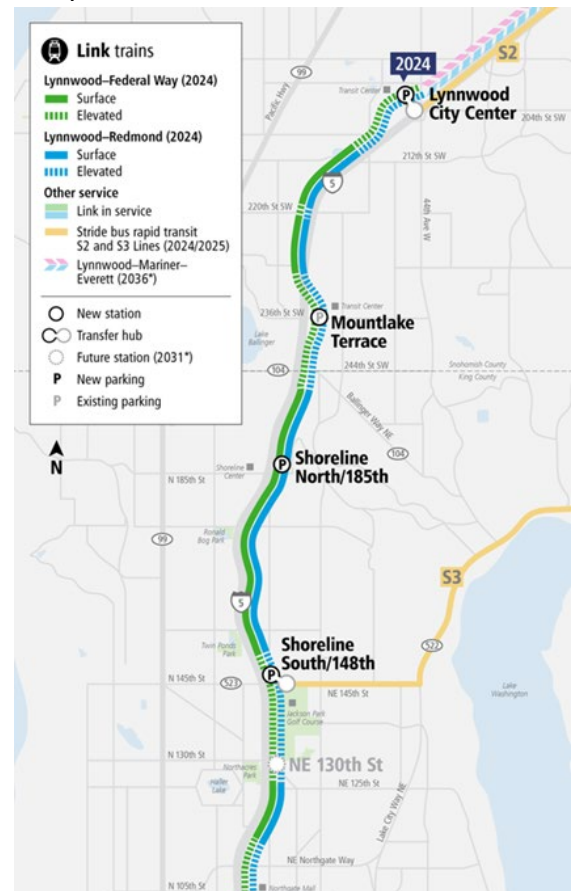 Link trains
Lynnwood–Federal Way (2024)
Surface
Elevated
Lynnwood–Redmond (2024)
Surface
Elevated
Other service
Link in service
Stride bus rapid transit
S2 and S3 Lines (2024/2025)
Lynnwood–Mariner–
Everett (2036*)
New station
Transfer hub
Future station (2031*)
P New parking
P Existing parking
N
S2
99
Pacific Hwy
2024
Transit Center
P
Lynnwood
City Center
204th St SW
212th St SW
5
44th Ave W
220th St SW
236th St SW
Transit Center
P
Mountlake
Terrace
Lake
Ballinger
104
244th St SW
Snohomish County
King County
Ballinger Way NE
104
Shoreline
Center
P
Shoreline
North/185th
N 185th St
99
Ronald
Bog Park
S3
5
522
Twin Ponds
Park
Shoreline
South/148th
P
N 145th St
523
NE 145th St
Lake
Washington
Jackson Park
Golf Course
N 130th St
NE 130th St
Northacres
Park
Haller
Lake
NE 125th St
Lake City Way NE
NE Northgate Way
N 105th St
Northgate Mall